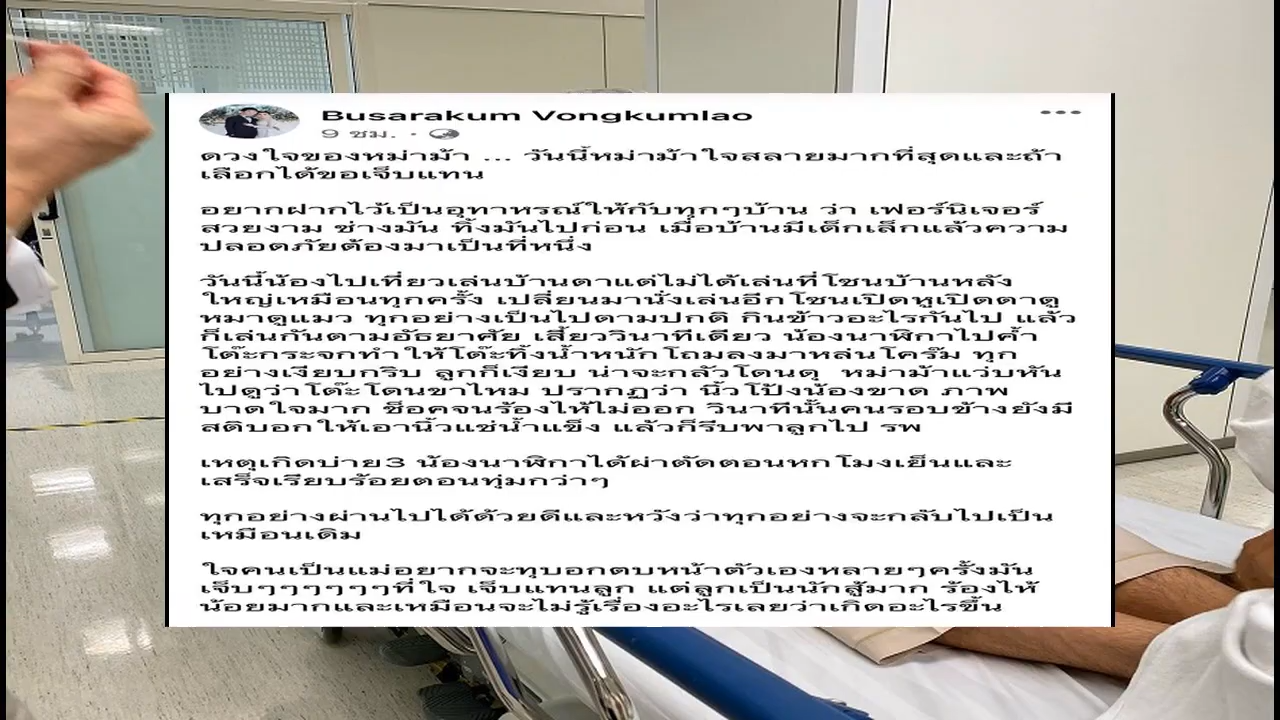 Busarakum Vongkumlao
9 ชม. ·
ดวงใจของหม่าม้า ... วันนี้หม่าม้าใจสลายมากที่สุดและถ้า
เลือกได้ขอเจ็บแทน
อยากฝากไว้เป็นอุทาหรณ์ให้กับทุกๆบ้าน ว่า เฟอร์นิเจอร์
สวยงาม ช่างมัน ทิ้งมันไปก่อน เมื่อบ้านมีเด็กเล็กแล้วความ
ปลอดภัยต้องมาเป็นที่หนึ่ง
วันนี้น้องไปเที่ยวเล่นบ้านตาแต่ไม่ได้เล่นที่โซนบ้านหลัง
ใหญ่เหมือนทุกครั้ง เปลี่ยนมานั่งเล่นอีกโซนเปิดหูเปิดตาดู
หมาดูแมว ทุกอย่างเป็นไปตามปกติ กินข้าวอะไรกันไป แล้ว
ก็เล่นกันตามอัธยาศัย เสี้ยววินาทีเดียว น้องนาฬิกาไปค้ำ
โต๊ะกระจกทำให้โต๊ะทิ้งน้ำหนักโถมลงมาหล่นโครีม ทุก
อย่างเงียบกริบ ลูกก็เงียบ น่าจะกลัวโดนดุ หม่าม้าแว่บหัน
ไปดูว่าโต๊ะโดนขาไหม ปรากฏว่า นิ้วโป้งน้องขาด ภาพ
บาดใจมาก ช็อคจนร้องไห้ไม่ออก วินาทีนั้นคนรอบข้างยังมี
สติบอกให้เอานิ้วแช่น้ำแข็ง แล้วก็รีบพาลูกไป รพ
เหตุเกิดบ่าย3 น้องนาฬิกาได้ผ่าตัดตอนหกโมงเย็นและ
เสร็จเรียบร้อยตอนทุ่มกว่าๆ
ทุกอย่างผ่านไปได้ด้วยดีและหวังว่าทุกอย่างจะกลับไปเป็น
เหมือนเดิม
ใจคนเป็นแม่อยากจะทุบอกตบหน้าตัวเองหลายๆครั้งมัน
เจ็บๆๆๆๆๆๆที่ใจ เจ็บแทนลูก แต่ลูกเป็นนักสู้มาก ร้องไห้
น้อยมากและเหมือนจะไม่รู้เรื่องอะไรเลยว่าเกิดอะไรขึ้น